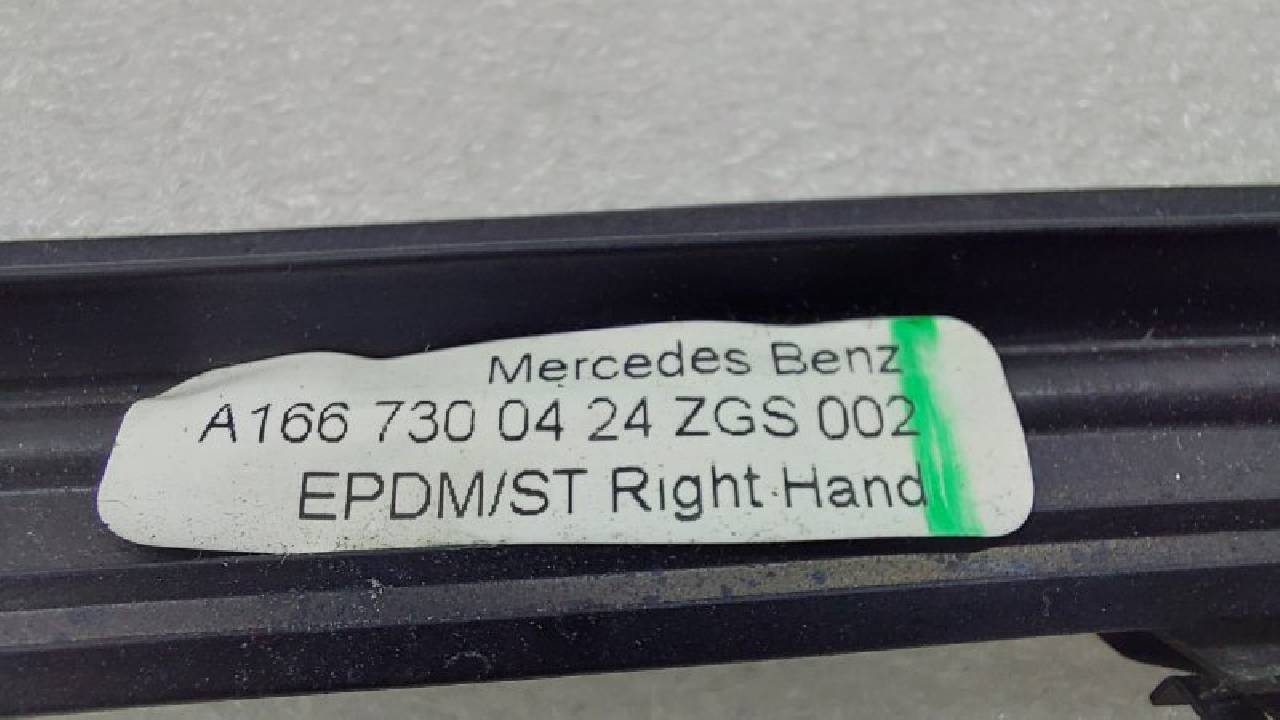 Mercedes Benz
A166 730 04 24 ZGS 002
EPDM/ST Right Hand